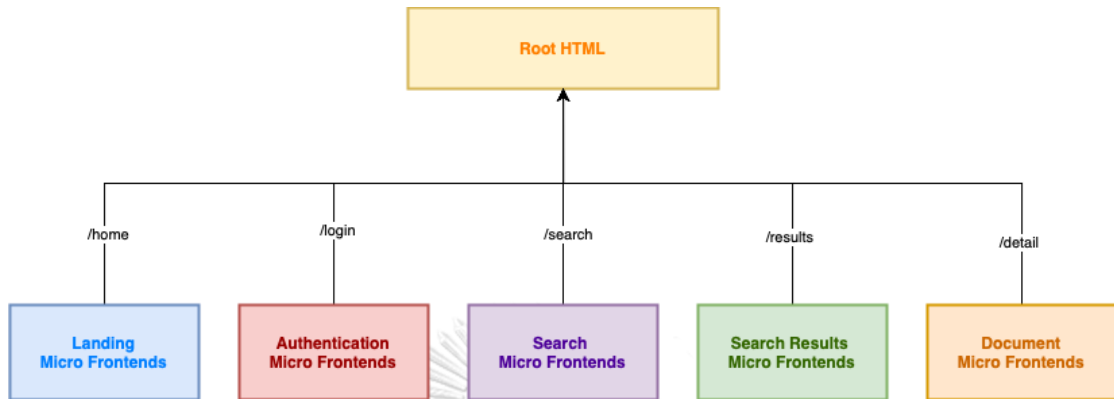 Root HTML
/home
/login
/search
/results
/detail
Landing
Micro Frontends
Authentication
Micro Frontends
Search
Micro Frontends
Search Results
Micro Frontends
Document
Micro Frontends